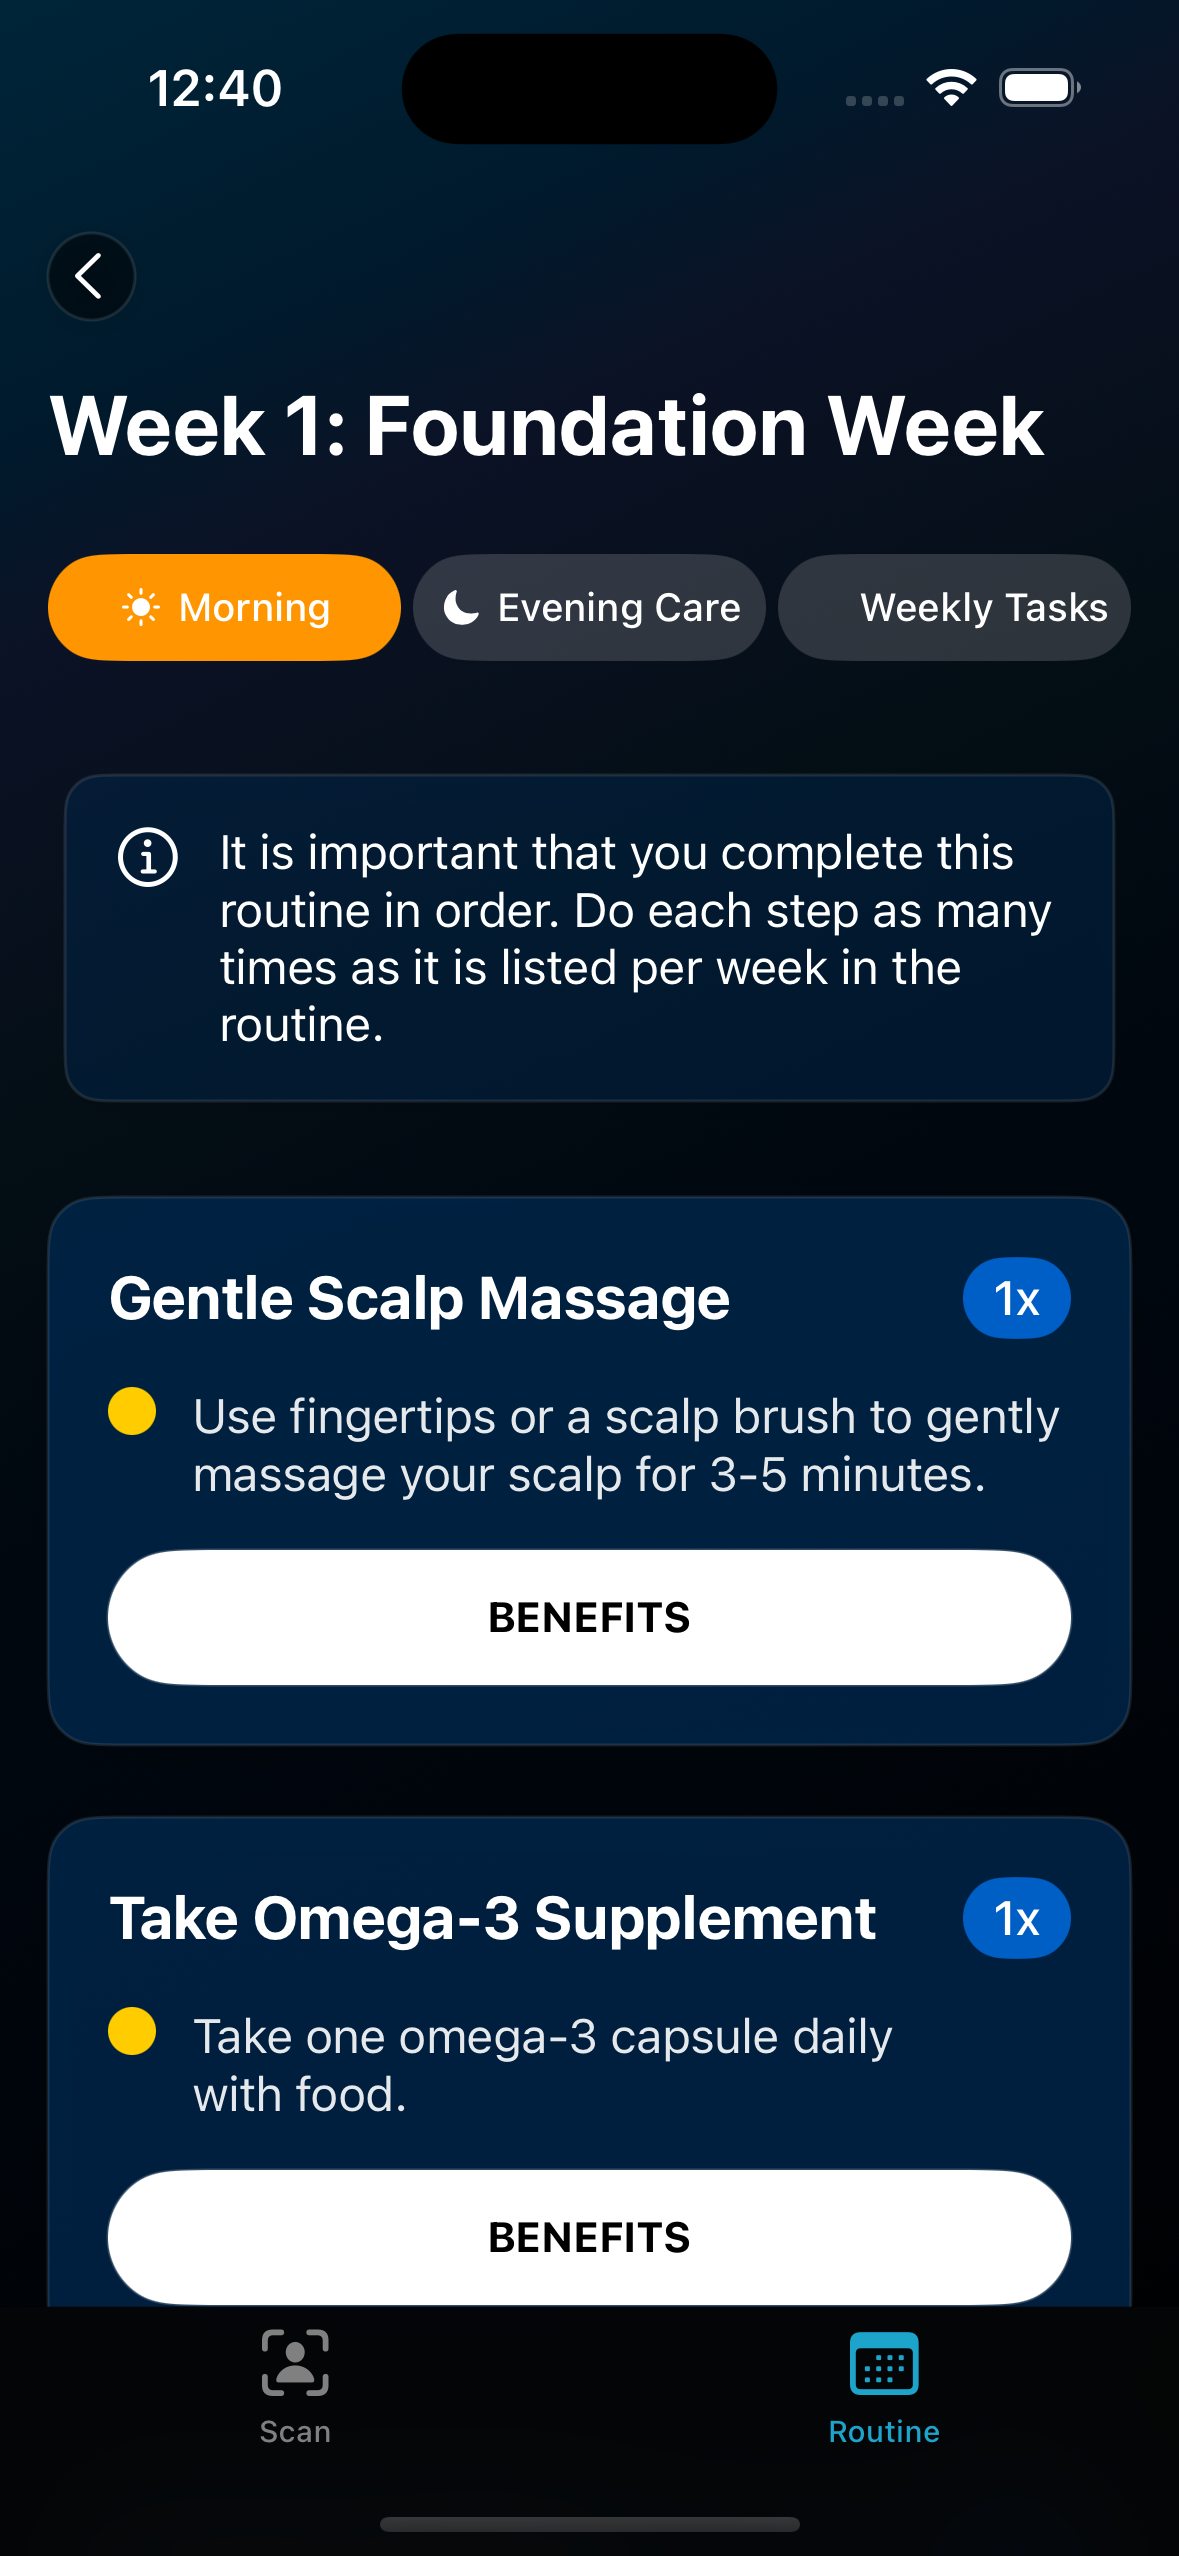 12:40
Week 1: Foundation Week
Morning
Evening Care
Weekly Tasks
It is important that you complete this
routine in order. Do each step as many
times as it is listed per week in the
routine.
Gentle Scalp Massage
1x
Use fingertips or a scalp brush to gently
massage your scalp for 3-5 minutes.
BENEFITS
Take Omega-3 Supplement
1x
Take one omega-3 capsule daily
with food.
BENEFITS
Scan
Routine